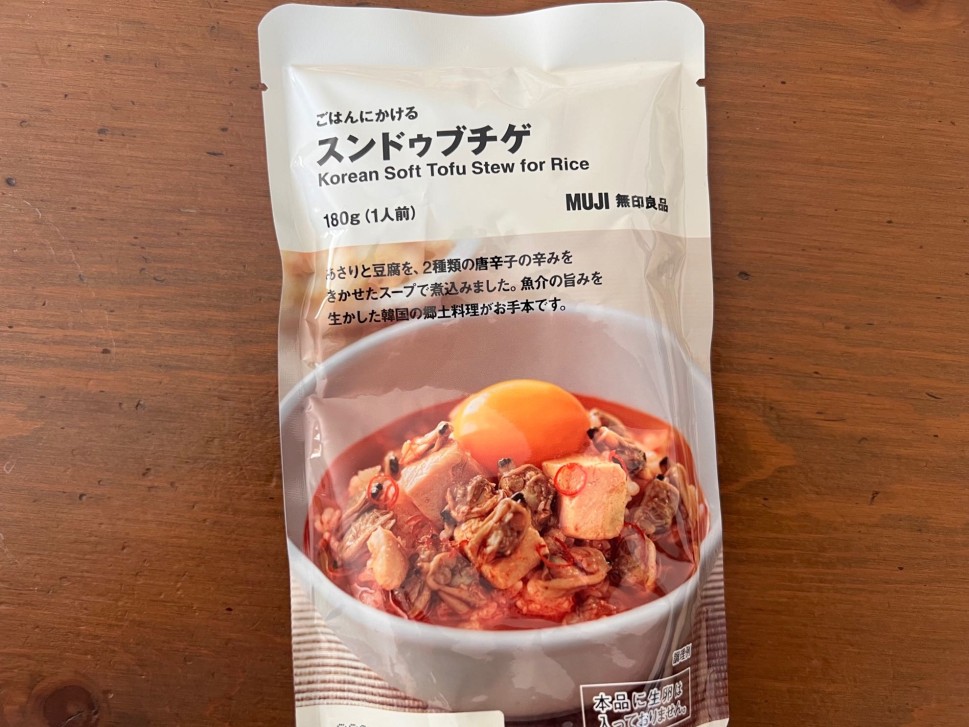 ごはんにかける
スンドゥブチゲ
Korean Soft Tofu Stew for Rice
180g(1人前)
MUJI 無印良品
あさりと豆腐を、2種類の唐辛子の辛みを
きかせたスープで煮込みました。魚介の旨みを
生かした韓国の郷土料理がお手本です。
調理例
本品に生卵は
入っておりません。